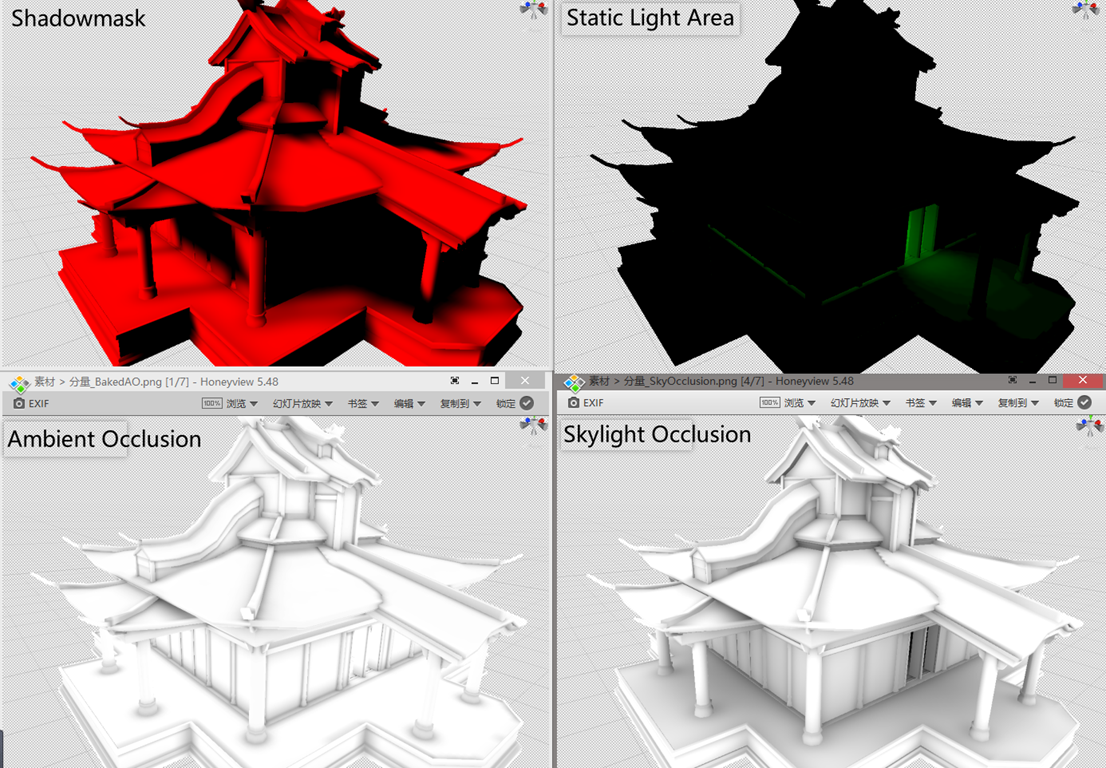 Shadowmask
Static Light Area
素材 > 分量_BakedAO.png [1/7] - Honeyview 5.48
EXIF 100% 浏览 幻灯片放映 书签 编辑 复制到 锁定
Ambient Occlusion
素材 > 分量_SkyOcclusion.png [4/7] - Honeyview 5.48
EXIF 100% 浏览 幻灯片放映 书签 编辑 复制到 锁定
Skylight Occlusion